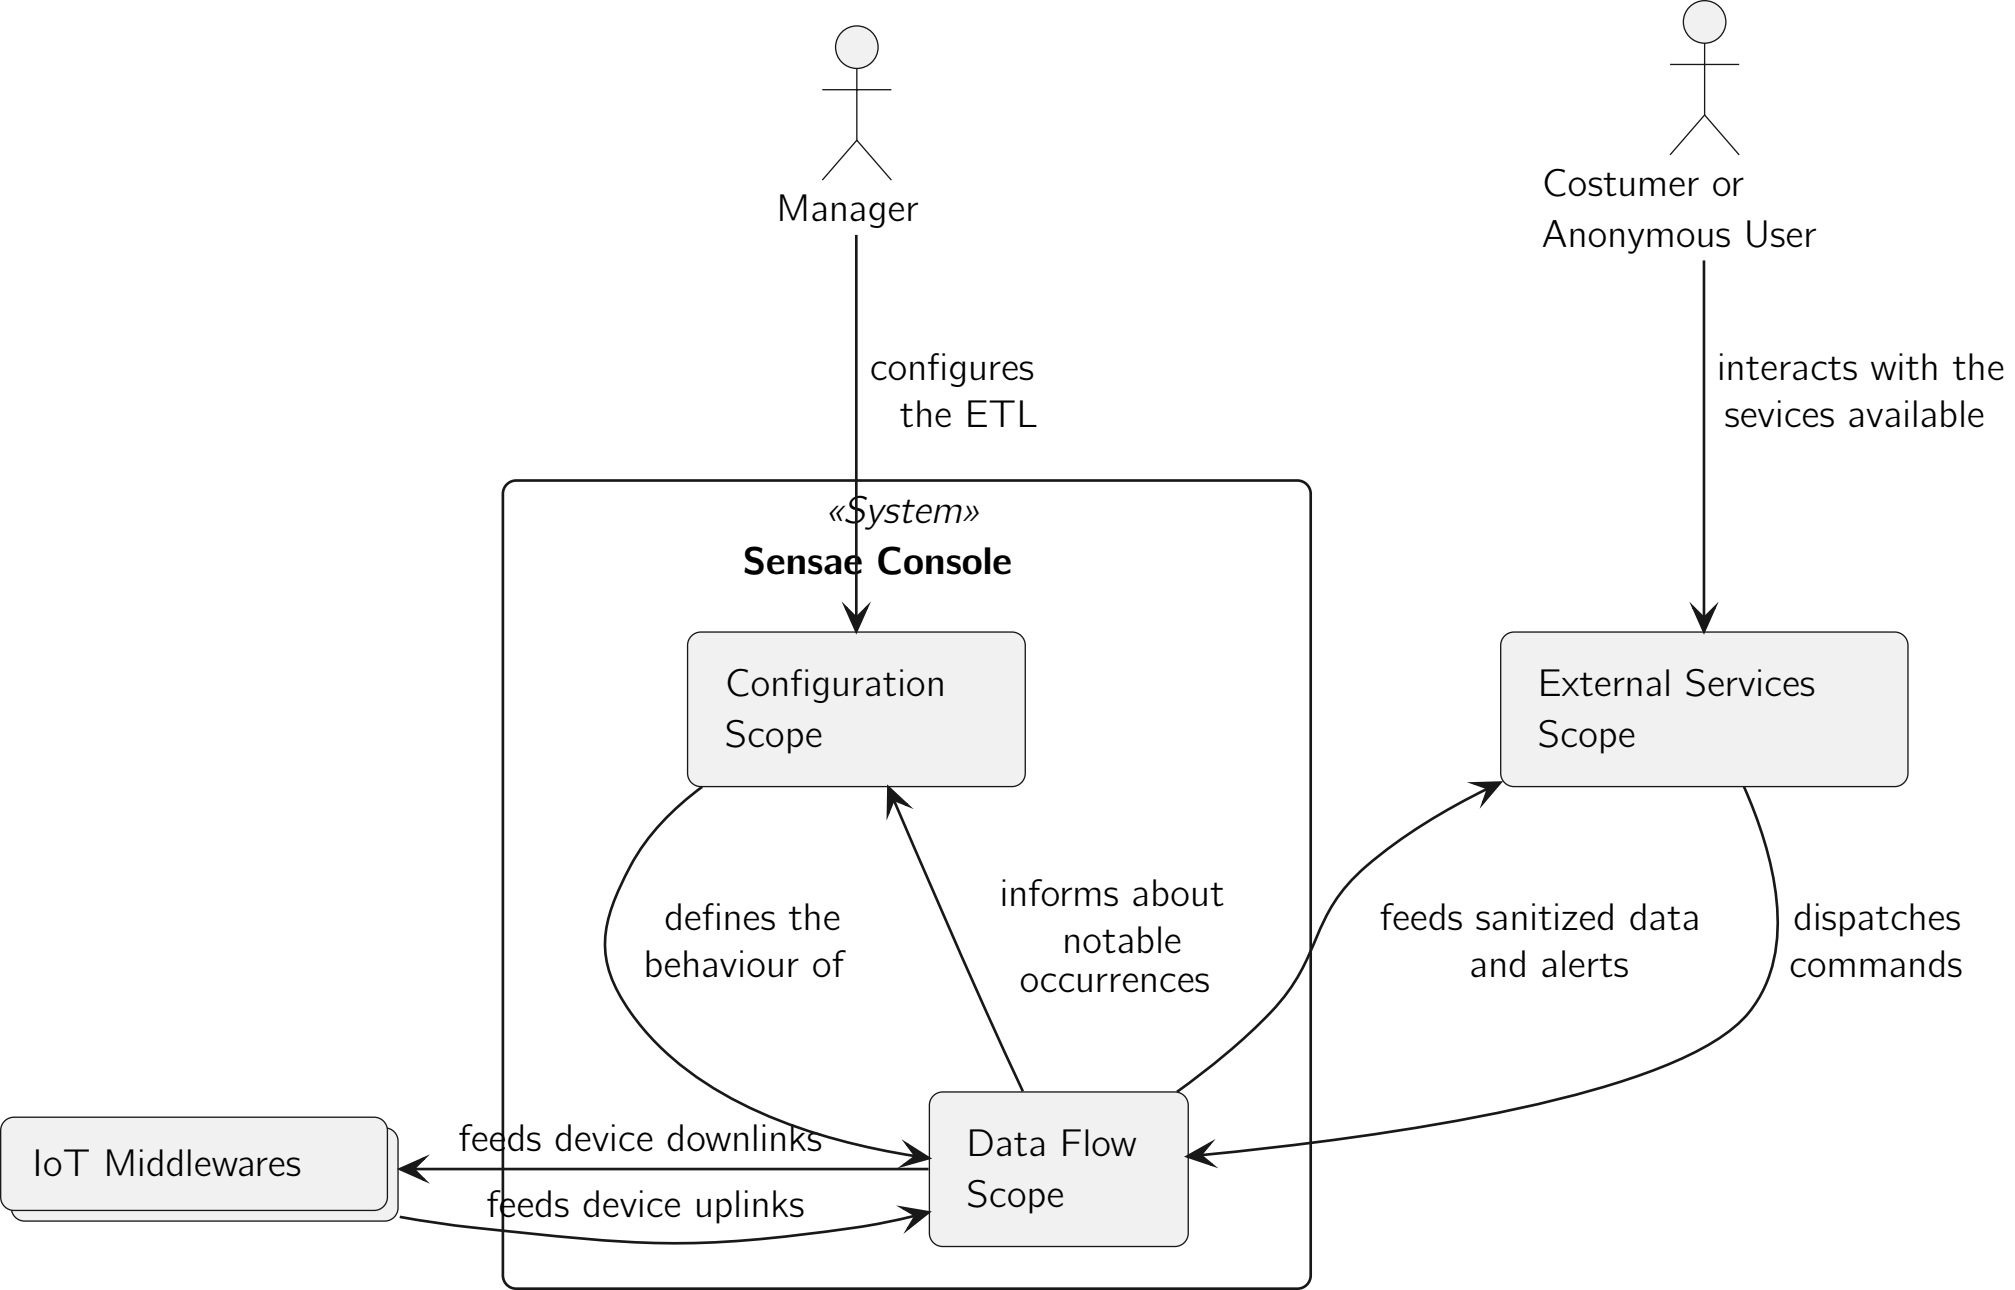 Manager
Costumer or
Anonymous User
configures
the ETL
interacts with the
sevices available
«System»
Sensae Console
Configuration
Scope
External Services
Scope
defines the
behaviour of
informs about
notable
occurrences
feeds sanitized data
and alerts
dispatches
commands
IoT Middlewares
feeds device downlinks
feeds device uplinks
Data Flow
Scope